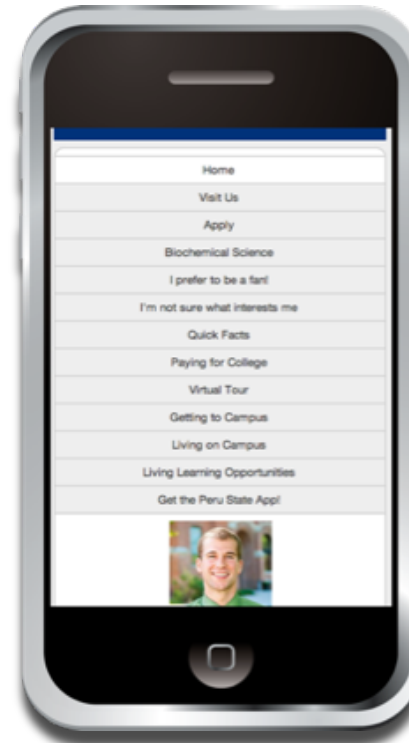 Home
Visit Us
Apply
Biochemical Science
I prefer to be a fan!
I'm not sure what interests me
Quick Facts
Paying for College
Virtual Tour
Getting to Campus
Living on Campus
Living Learning Opportunities
Get the Peru State App!